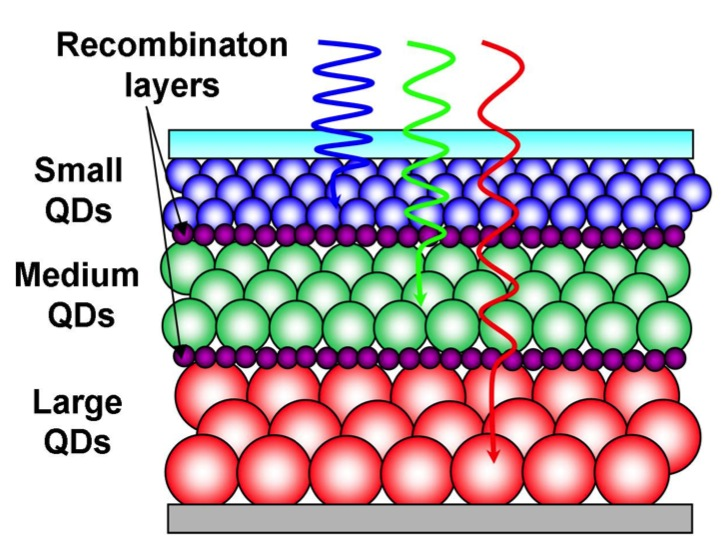 Recombinaton
layers
Small
QDs
Medium
QDs
Large
QDs